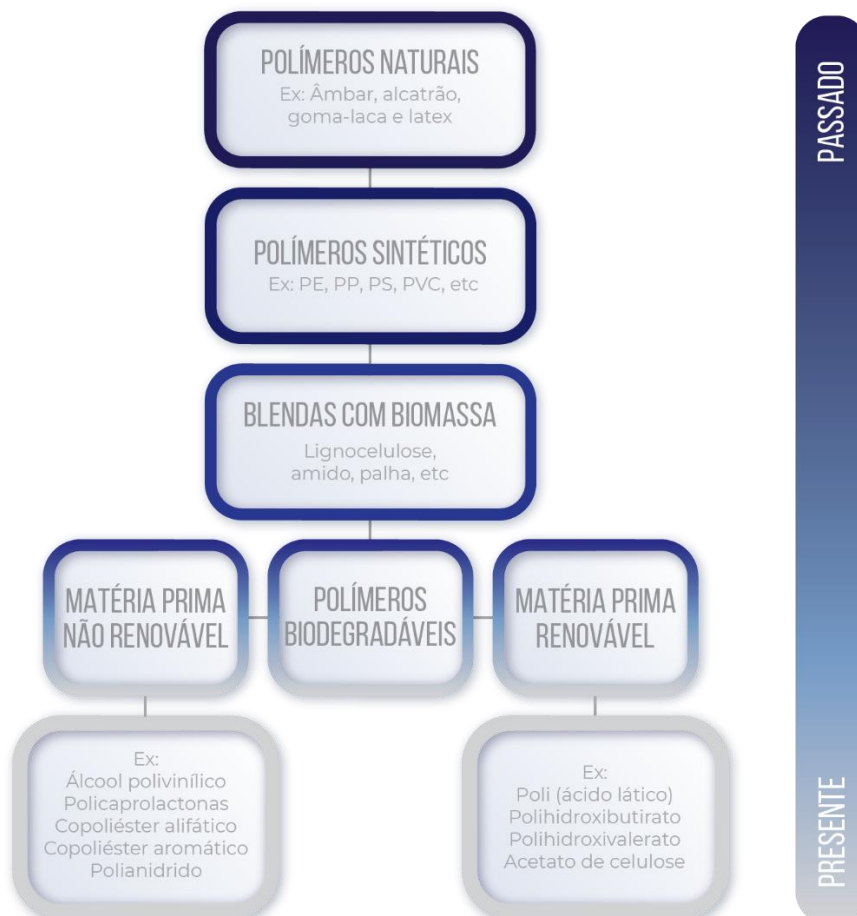 POLÍMEROS NATURAIS
Ex: Âmbar, alcatrão,
goma-laca e latex
PASSADO
POLÍMEROS SINTÉTICOS
Ex: PE, PP, PS, PVC, etc
BLENDAS COM BIOMASSA
Lignocelulose,
amido, palha, etc
MATÉRIA PRIMA
NÃO RENOVÁVEL
POLÍMEROS
BIODEGRADÁVEIS
MATÉRIA PRIMA
RENOVÁVEL
Ex:
Álcool polivinílico
Policaprolactonas
Copoliéster alifático
Copoliéster aromático
Polianidrido
Ex:
Poli (ácido lático)
Polihidroxibutirato
Polihidroxivalerato
Acetato de celulose
PRESENTE